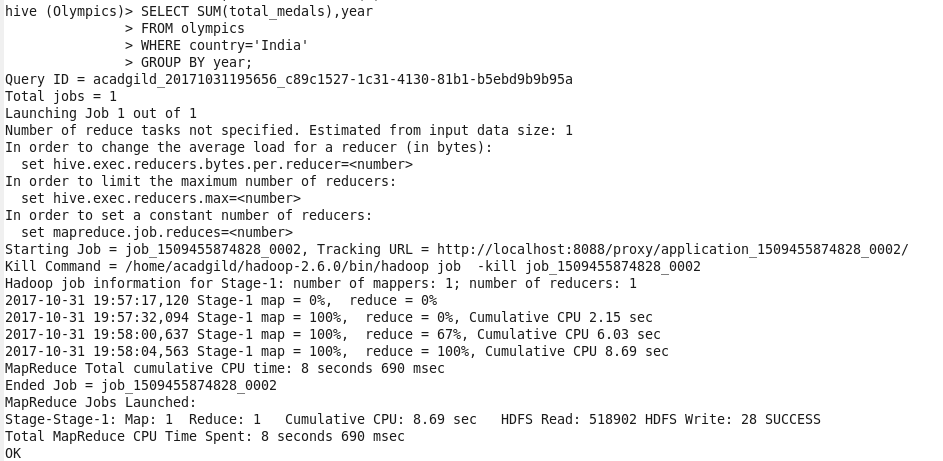 hive (Olympics)> SELECT SUM(total_medals),year
> FROM olympics
> WHERE country='India'
> GROUP BY year;
Query ID = acadgild_20171031195656_c89c1527-1c31-4130-81b1-b5ebd9b9b95a
Total jobs = 1
Launching Job 1 out of 1
Number of reduce tasks not specified. Estimated from input data size: 1
In order to change the average load for a reducer (in bytes):
  set hive.exec.reducers.bytes.per.reducer=<number>
In order to limit the maximum number of reducers:
  set hive.exec.reducers.max=<number>
In order to set a constant number of reducers:
  set mapreduce.job.reduces=<number>
Starting Job = job_1509455874828_0002, Tracking URL = http://localhost:8088/proxy/application_1509455874828_0002/
Kill Command = /home/acadgild/hadoop-2.6.0/bin/hadoop job  -kill job_1509455874828_0002
Hadoop job information for Stage-1: number of mappers: 1; number of reducers: 1
2017-10-31 19:57:17,120 Stage-1 map = 0%,  reduce = 0%
2017-10-31 19:57:32,094 Stage-1 map = 100%,  reduce = 0%, Cumulative CPU 2.15 sec
2017-10-31 19:58:00,637 Stage-1 map = 100%,  reduce = 67%, Cumulative CPU 6.03 sec
2017-10-31 19:58:04,563 Stage-1 map = 100%,  reduce = 100%, Cumulative CPU 8.69 sec
MapReduce Total cumulative CPU time: 8 seconds 690 msec
Ended Job = job_1509455874828_0002
MapReduce Jobs Launched:
Stage-Stage-1: Map: 1  Reduce: 1   Cumulative CPU: 8.69 sec   HDFS Read: 518902 HDFS Write: 28 SUCCESS
Total MapReduce CPU Time Spent: 8 seconds 690 msec
OK